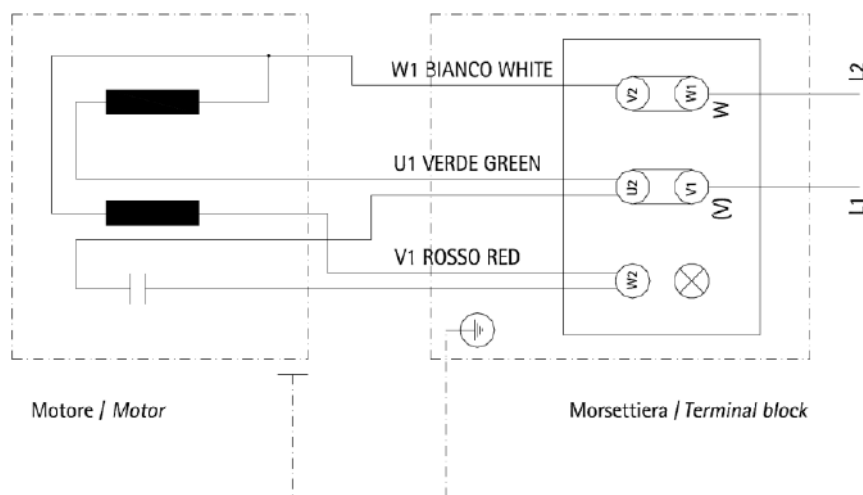 W1 BIANCO WHITE
V2
W1
W
L2
U1 VERDE GREEN
U2
V1
(V)
L1
V1 ROSSO RED
W2
Motore / Motor
Morsettiera / Terminal block